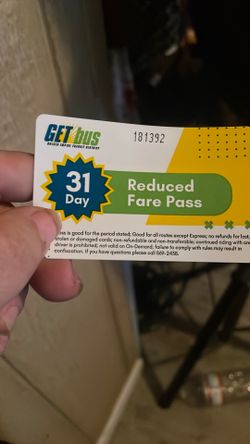 GET bus
GOLDEN EMPIRE TRANSIT DISTRICT
181392
31
Day
Reduced
Fare Pass
is good for the period stated; Good for all routes except Express; no refunds for lost,
stolen or damaged cards; non-refundable and non-transferable; continued riding with
driver is prohibited; not valid on On-Demand; failure to comply with rules may result in
confiscation. If you have questions please call 869-2438.